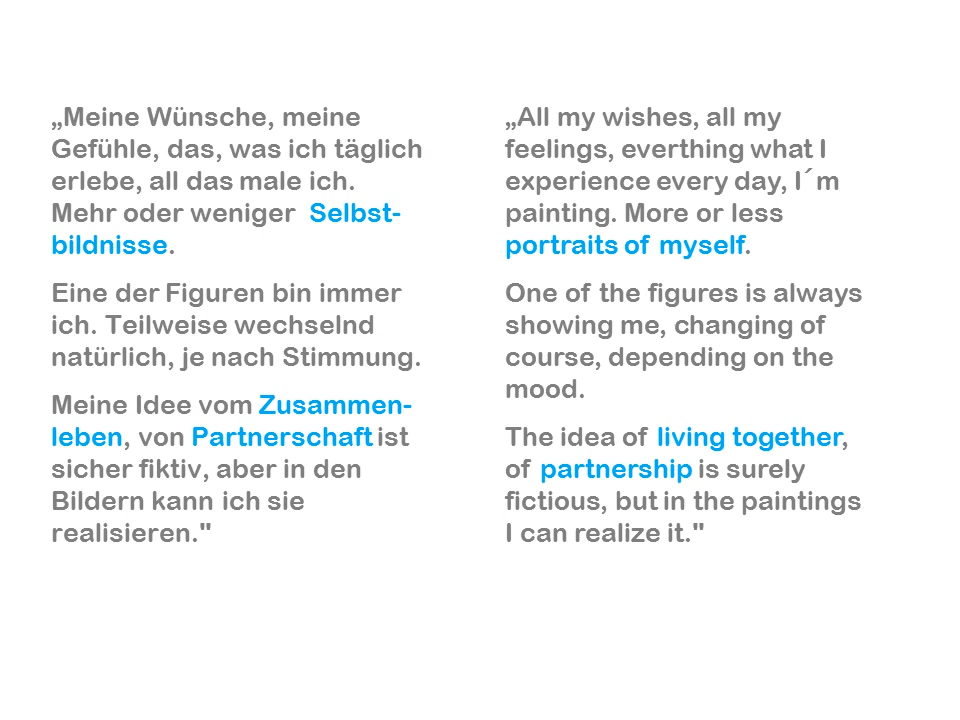 „Meine Wünsche, meine
Gefühle, das, was ich täglich
erlebe, all das male ich.
Mehr oder weniger Selbst-
bildnisse.
Eine der Figuren bin immer
ich. Teilweise wechselnd
natürlich, je nach Stimmung.
Meine Idee vom Zusammen-
leben, von Partnerschaft ist
sicher fiktiv, aber in den
Bildern kann ich sie
realisieren."
„All my wishes, all my
feelings, everthing what I
experience every day, I´m
painting. More or less
portraits of myself.
One of the figures is always
showing me, changing of
course, depending on the
mood.
The idea of living together,
of partnership is surely
fictious, but in the paintings
I can realize it."